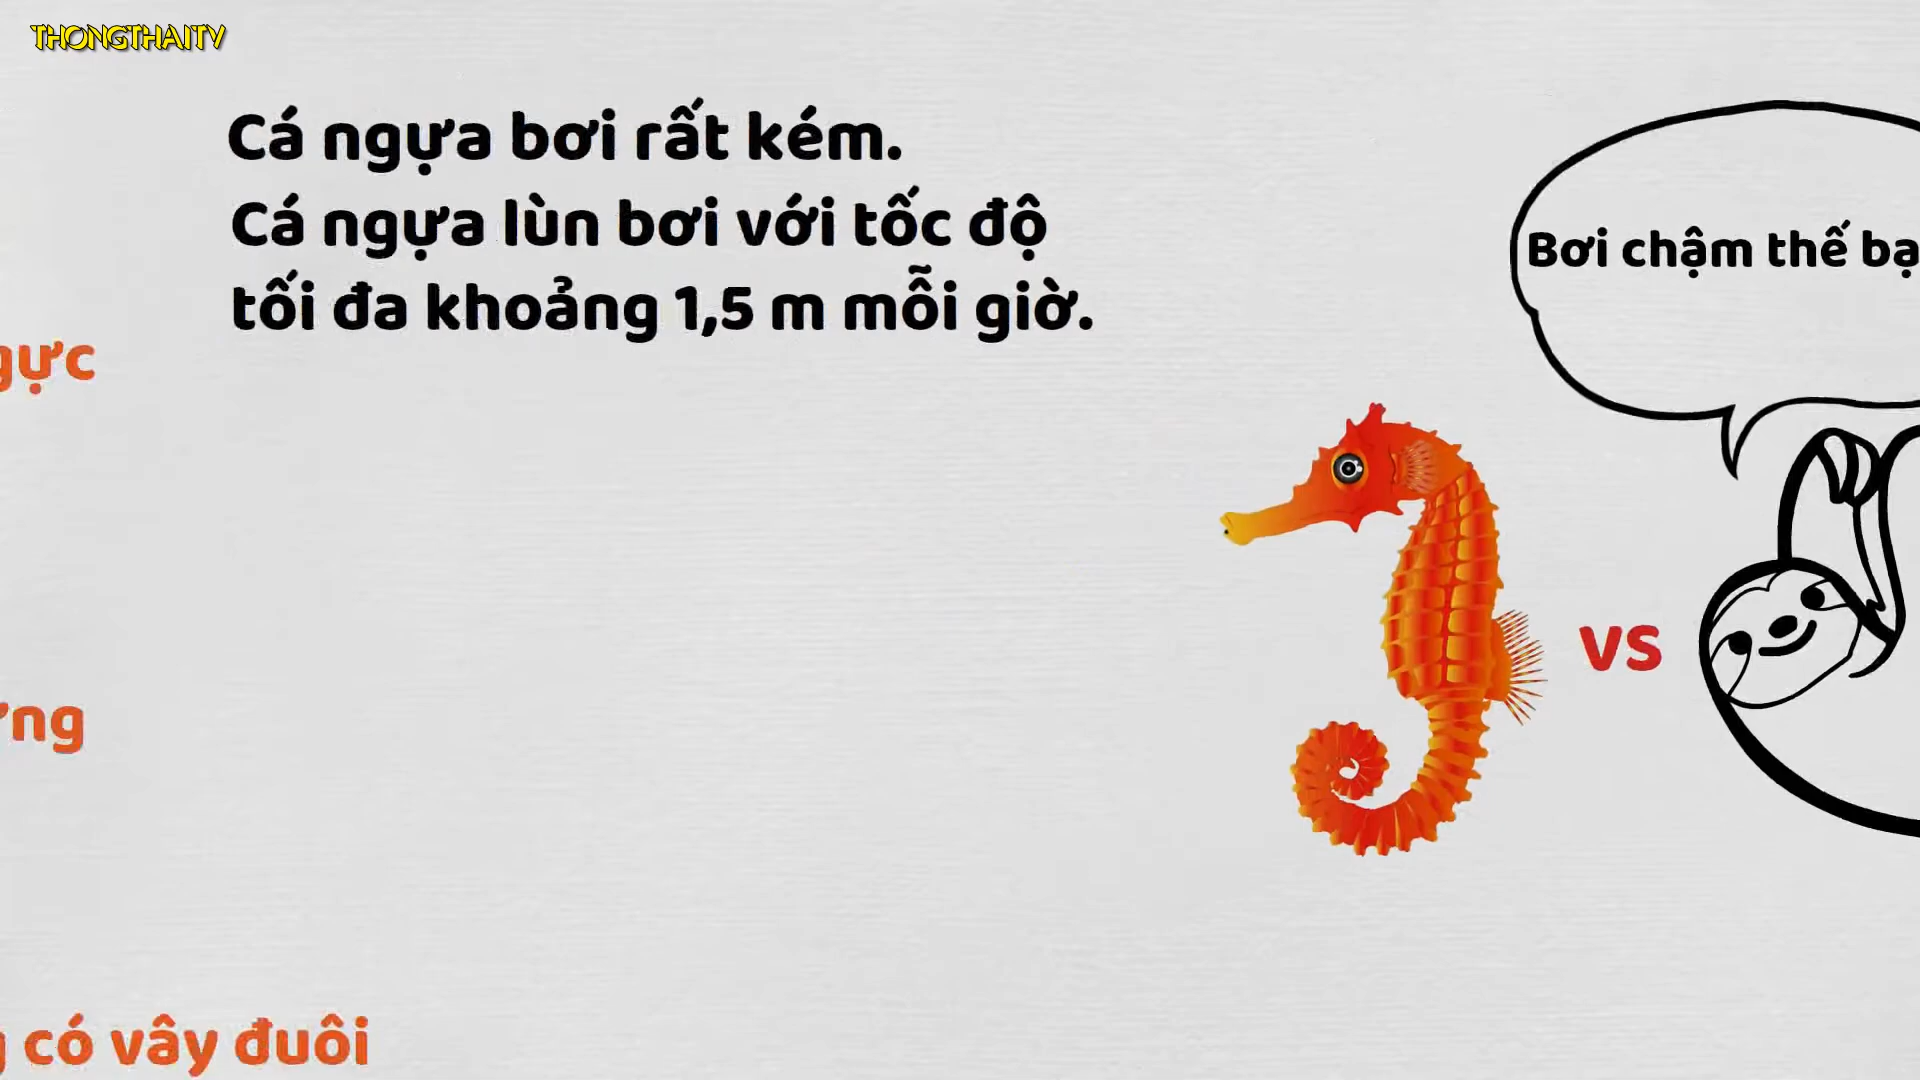 THONGTHAITV
Cá ngựa bơi rất kém.
Cá ngựa lùn bơi với tốc độ
tối đa khoảng 1,5 m mỗi giờ.
Bơi chậm thế
vs
có vây đuôi